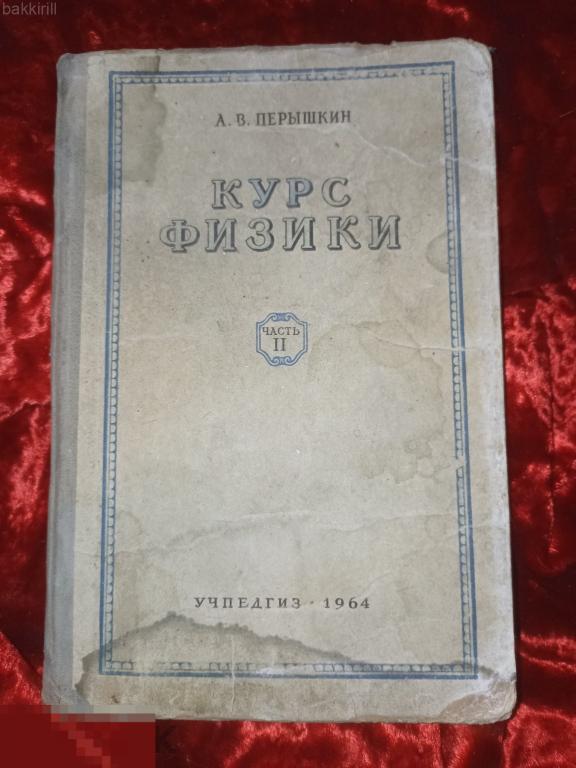 bakkirill
А. В. ПЕРЫШКИН
КУРС
ФИЗИКИ
ЧАСТЬ
II
УЧПЕДГИЗ · 1964